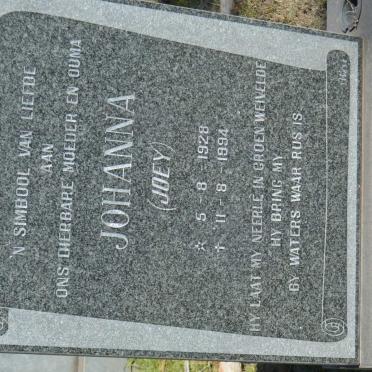 'N SIMBOOL VAN LIEFDE
AAN
ONS DIERBARE MOEDER EN OUMA
JOHANNA
(JOEY)
☆ 5 - 8 - 1928
† 11 - 8 - 1994
HY LAAT MY NEERLÊ IN GROEN WEIVELDE
HY BRING MY
BY WATERS WAAR RUS IS